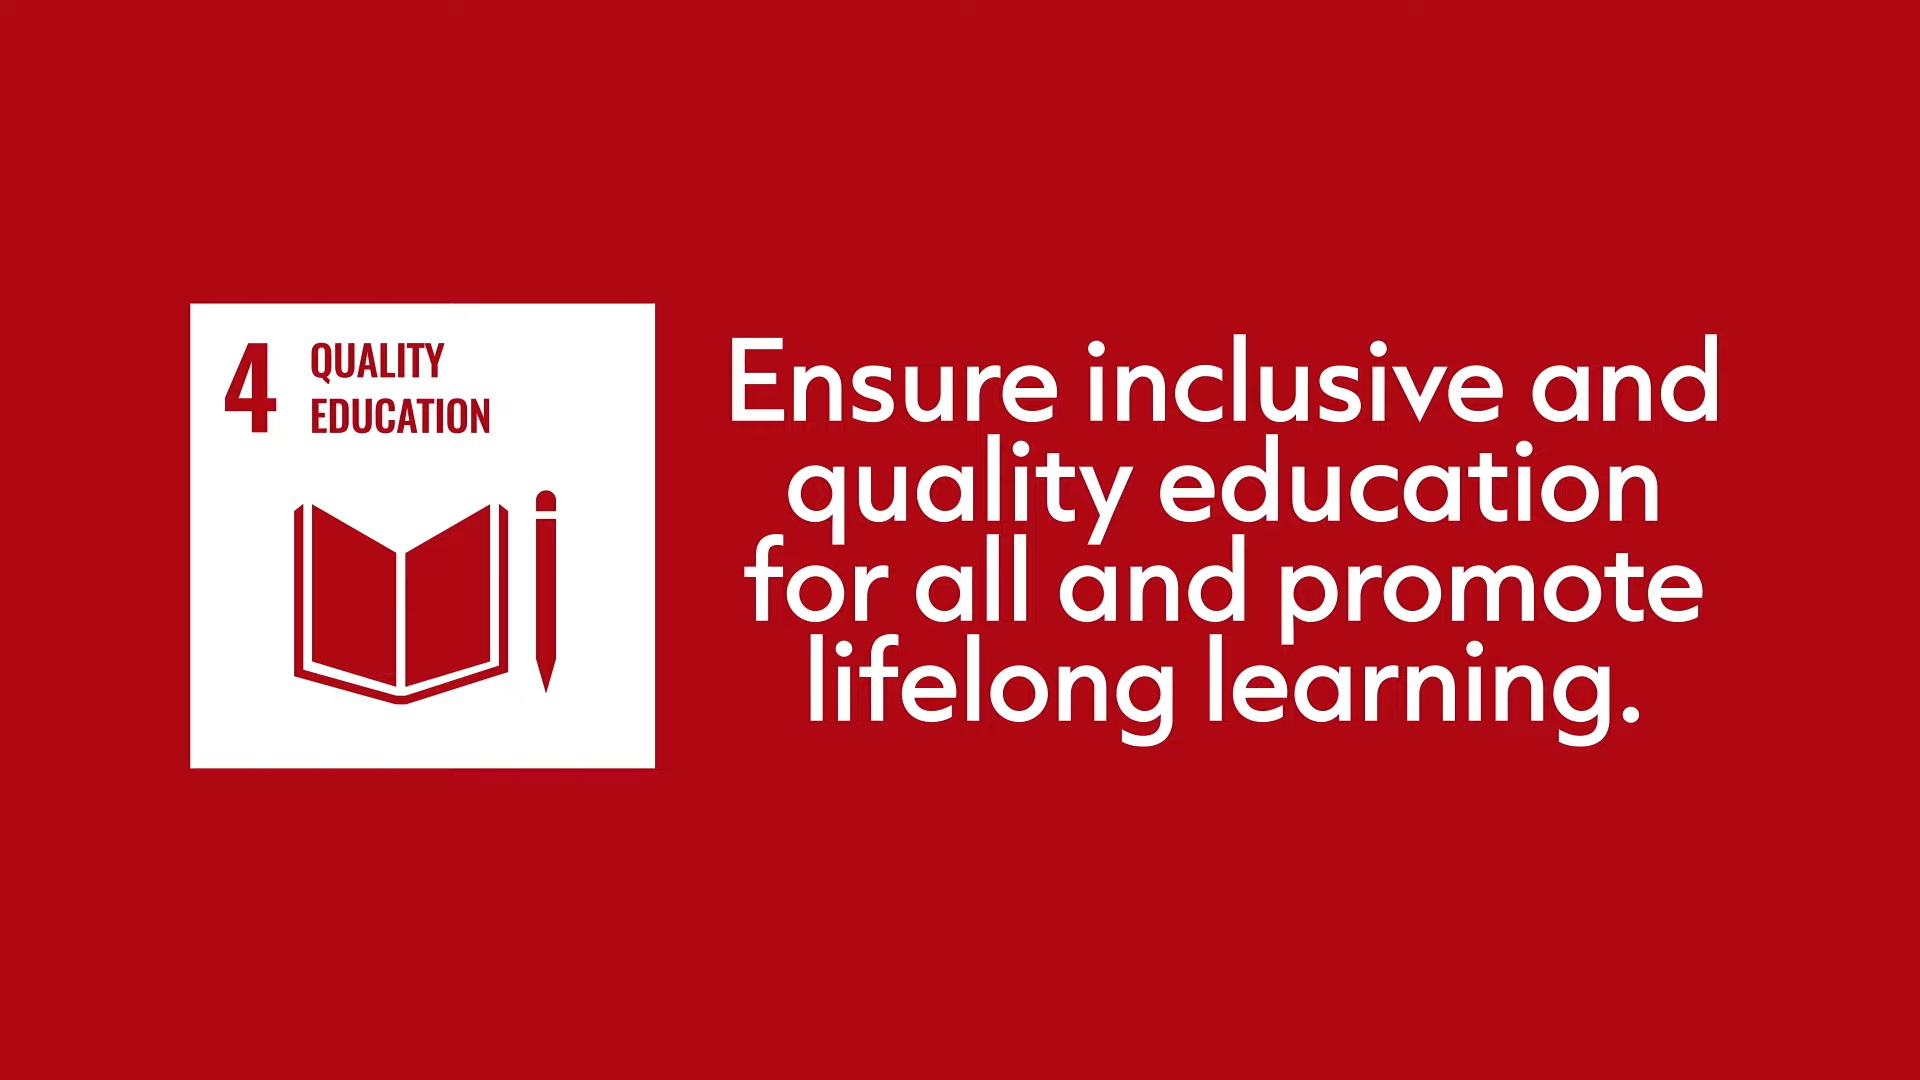 4
QUALITY
EDUCATION
Ensure inclusive and
quality education
for all and promote
lifelong learning.